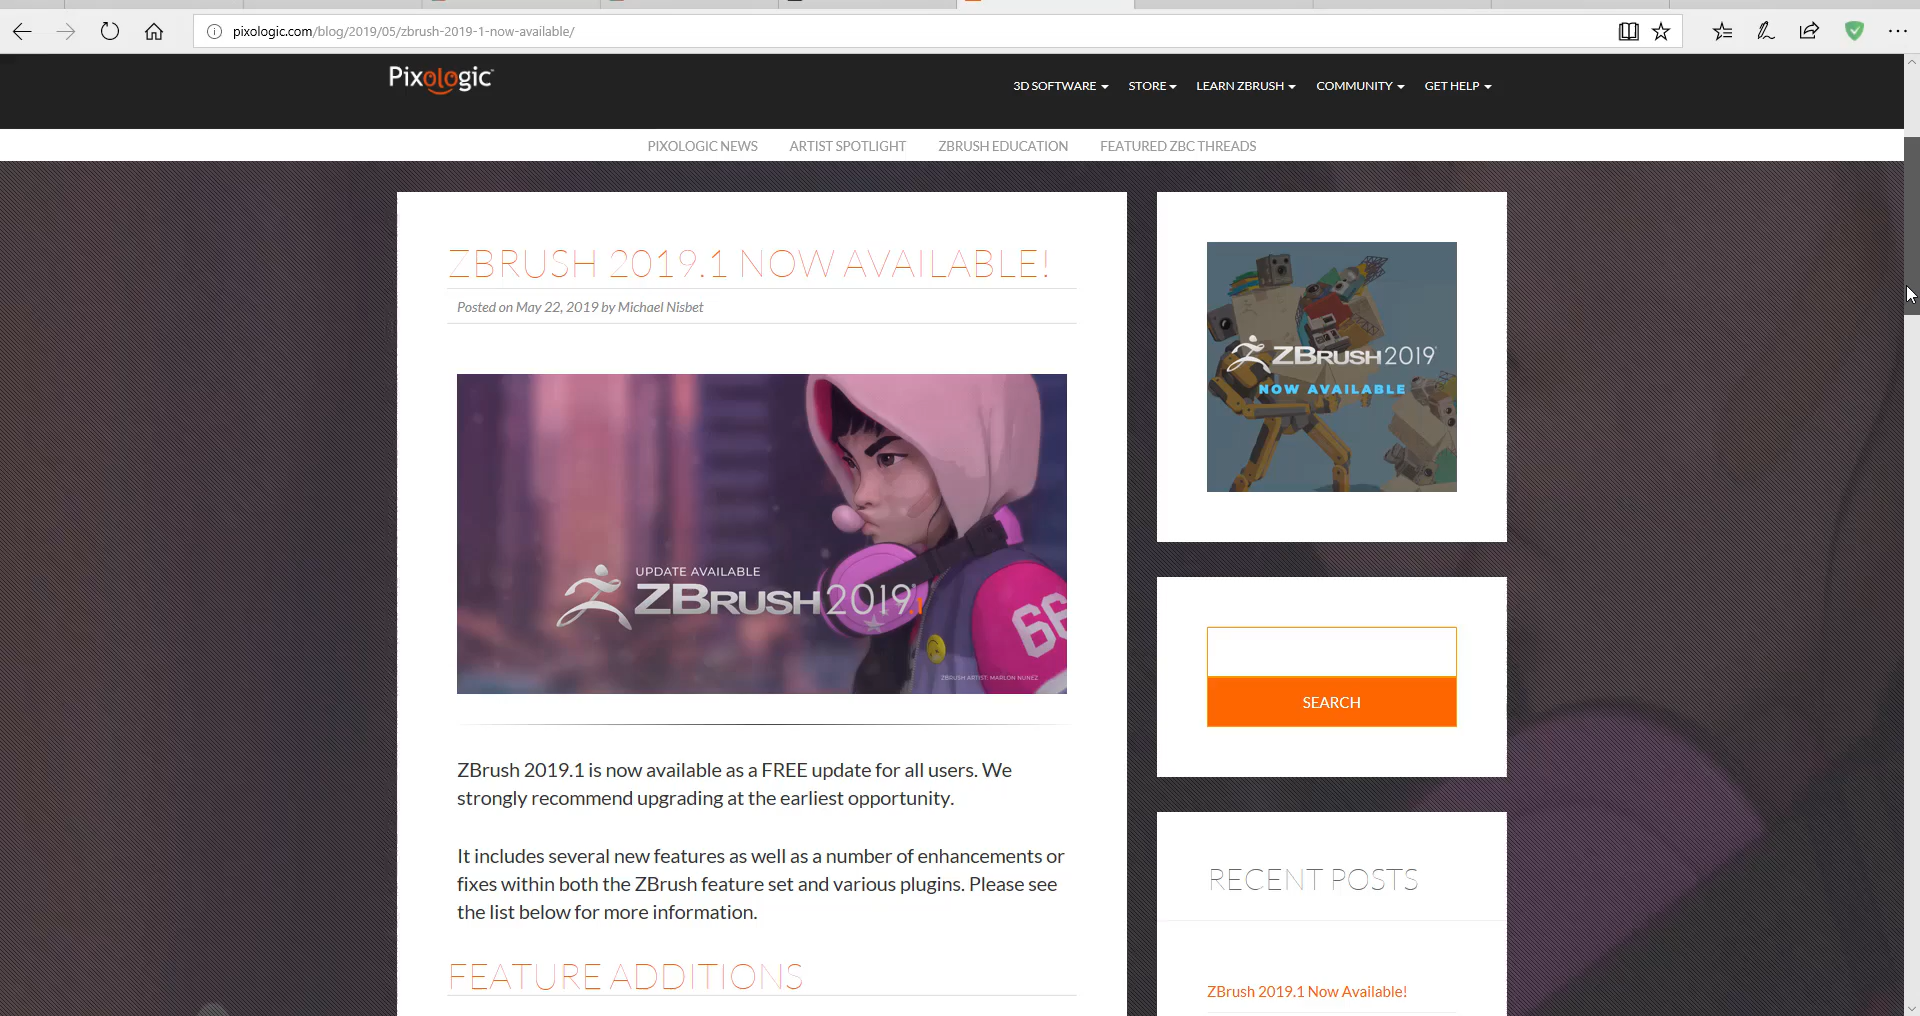 pixologic.com/blog/2019/05/zbrush-2019-1-now-available/
Pixologic
3D SOFTWARE STORE LEARN ZBRUSH COMMUNITY GET HELP
PIXOLOGIC NEWS ARTIST SPOTLIGHT ZBRUSH EDUCATION FEATURED ZBC THREADS
ZBRUSH 2019.1 NOW AVAILABLE!
Posted on May 22, 2019 by Michael Nisbet
UPDATE AVAILABLE
ZBRUSH 2019.1
66
ZBRUSH ARTIST: MARLON NUNEZ
ZBrush 2019.1 is now available as a FREE update for all users. We
strongly recommend upgrading at the earliest opportunity.
It includes several new features as well as a number of enhancements or
fixes within both the ZBrush feature set and various plugins. Please see
the list below for more information.
FEATURE ADDITIONS
ZBRUSH 2019
NOW AVAILABLE
SEARCH
RECENT POSTS
ZBrush 2019.1 Now Available!